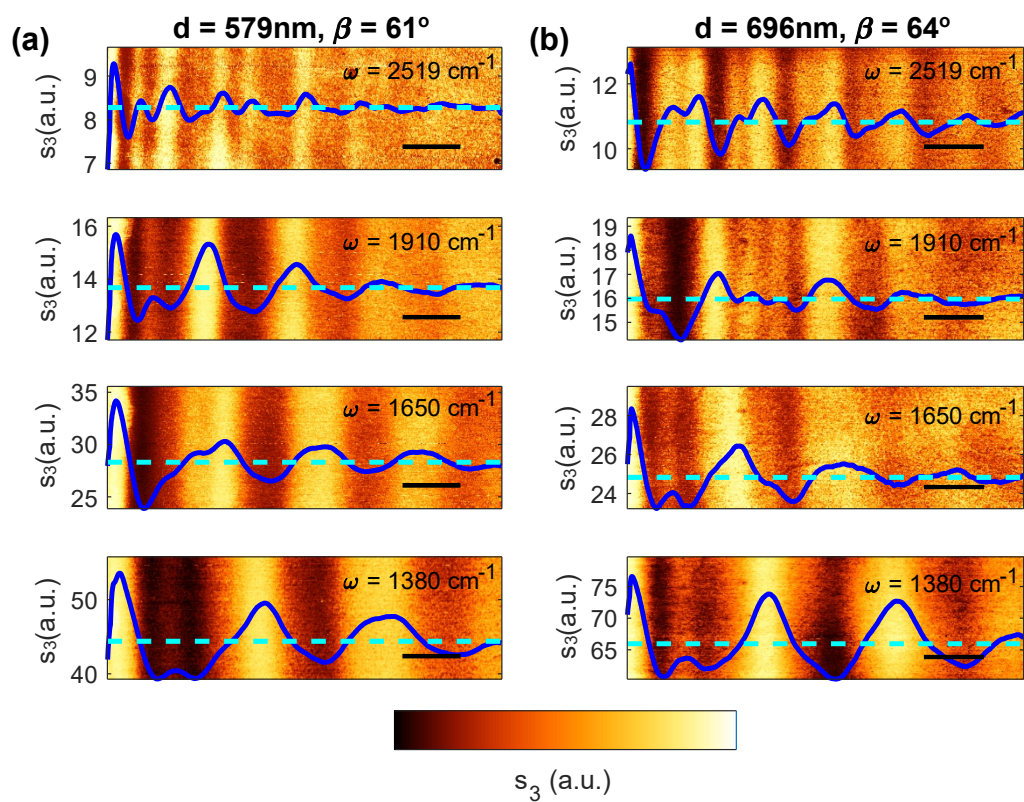 (a) d = 579nm, β = 61° (b) d = 696nm, β = 64°
s3(a.u.) 9 8 7 ω = 2519 cm-1
s3(a.u.) 12 10 ω = 2519 cm-1
s3(a.u.) 16 14 12 ω = 1910 cm-1
s3(a.u.) 19 18 17 16 15 ω = 1910 cm-1
s3(a.u.) 35 30 25 ω = 1650 cm-1
s3(a.u.) 28 26 24 ω = 1650 cm-1
s3(a.u.) 50 40 ω = 1380 cm-1
s3(a.u.) 75 70 65 ω = 1380 cm-1
s3 (a.u.)